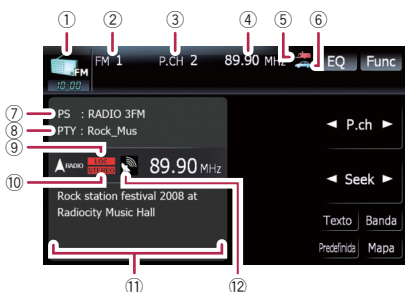 ① ② ③ ④ ⑤ ⑥
FM 1 P.CH 2 89.90 MHz EQ Func
FM
10:00
⑦ PS : RADIO 3FM
⑧ PTY : Rock_Mus
◄ P.ch ►
⑨
A RADIO LOC 89.90 MHz
STEREO
⑩
◄ Seek ►
Rock station festival 2008 at
Radiocity Music Hall
Texto Banda
Predefinida Mapa
⑪ ⑫